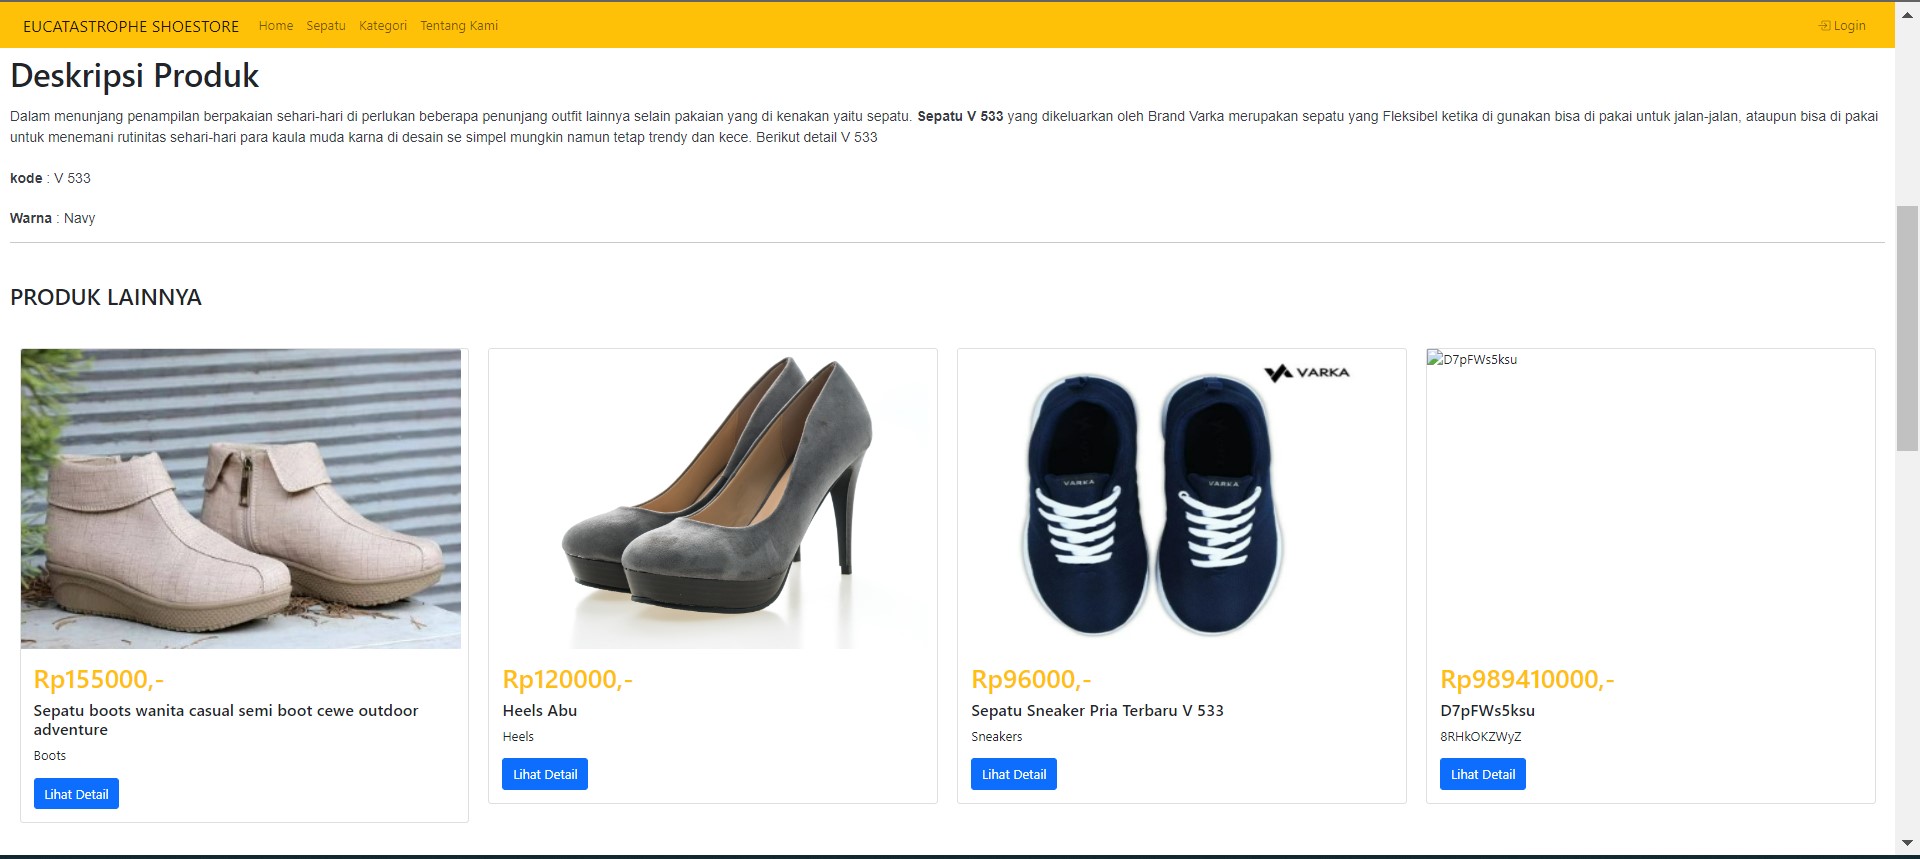 EUCATASTROPHE SHOESTORE Home Sepatu Kategori Tentang Kami Login
Deskripsi Produk
Dalam menunjang penampilan berpakaian sehari-hari di perlukan beberapa penunjang outfit lainnya selain pakaian yang di kenakan yaitu sepatu. Sepatu V 533 yang dikeluarkan oleh Brand Varka merupakan sepatu yang Fleksibel ketika di gunakan bisa di pakai untuk jalan-jalan, ataupun bisa di pakai
untuk menemani rutinitas sehari-hari para kaula muda karna di desain se simpel mungkin namun tetap trendy dan kece. Berikut detail V 533
kode : V 533
Warna : Navy
PRODUK LAINNYA
VARKA
VARKA
VARKA
D7pFWs5ksu
Rp155000,-
Sepatu boots wanita casual semi boot cewe outdoor
adventure
Boots
Lihat Detail
Rp120000,-
Heels Abu
Heels
Lihat Detail
Rp96000,-
Sepatu Sneaker Pria Terbaru V 533
Sneakers
Lihat Detail
Rp989410000,-
D7pFWs5ksu
8RHkOKZWyZ
Lihat Detail